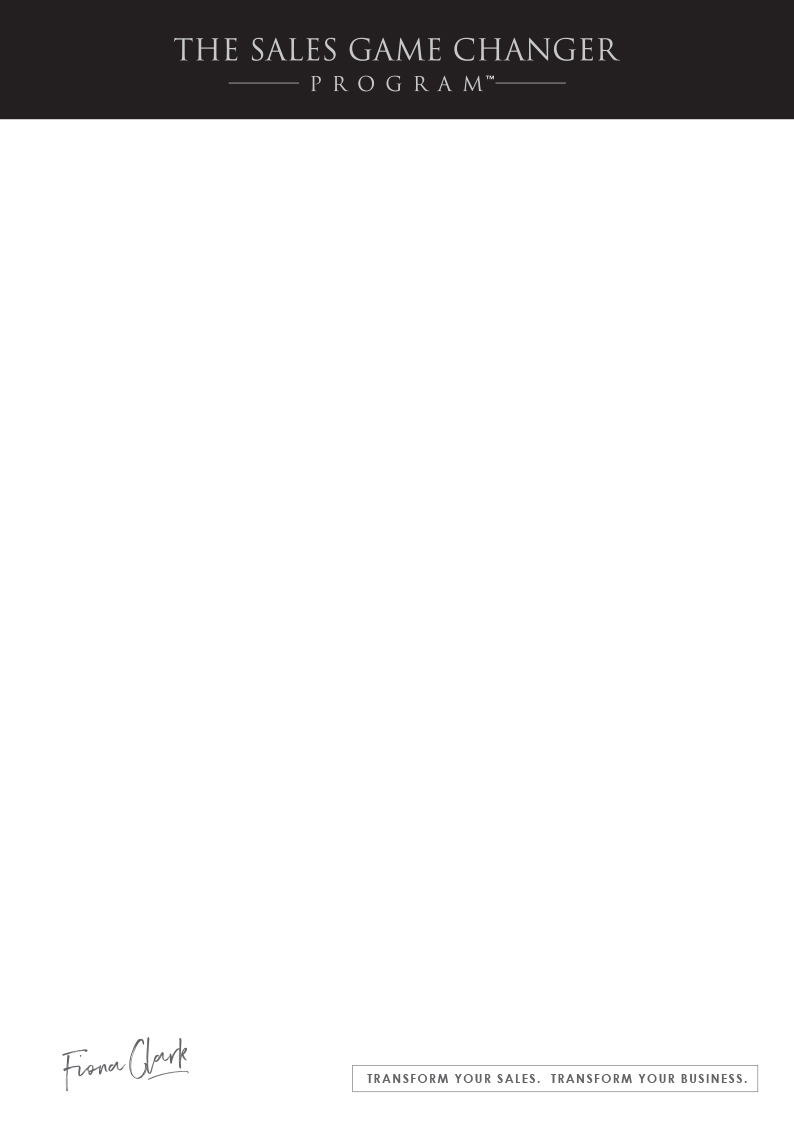 THE SALES GAME CHANGER
PROGRAM™
Fiona Clark
TRANSFORM YOUR SALES. TRANSFORM YOUR BUSINESS.